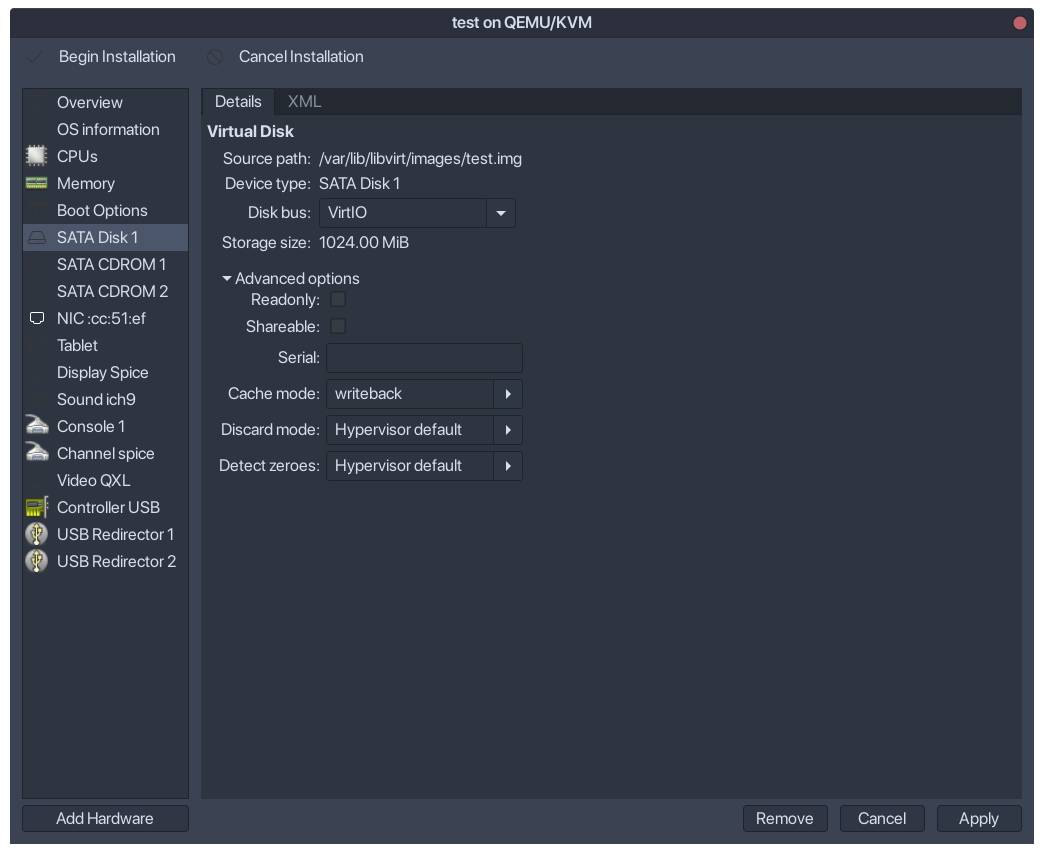 test on QEMU/KVM
Begin Installation
Cancel Installation
Overview
OS information
CPUs
Memory
Boot Options
SATA Disk 1
SATA CDROM 1
SATA CDROM 2
NIC :cc:51:ef
Tablet
Display Spice
Sound ich9
Console 1
Channel spice
Video QXL
Controller USB
USB Redirector 1
USB Redirector 2
Add Hardware
Details XML
Virtual Disk
Source path: /var/lib/libvirt/images/test.img
Device type: SATA Disk 1
Disk bus: VirtIO
Storage size: 1024.00 MiB
Advanced options
Readonly:
Shareable:
Serial:
Cache mode: writeback
Discard mode: Hypervisor default
Detect zeroes: Hypervisor default
Remove Cancel Apply